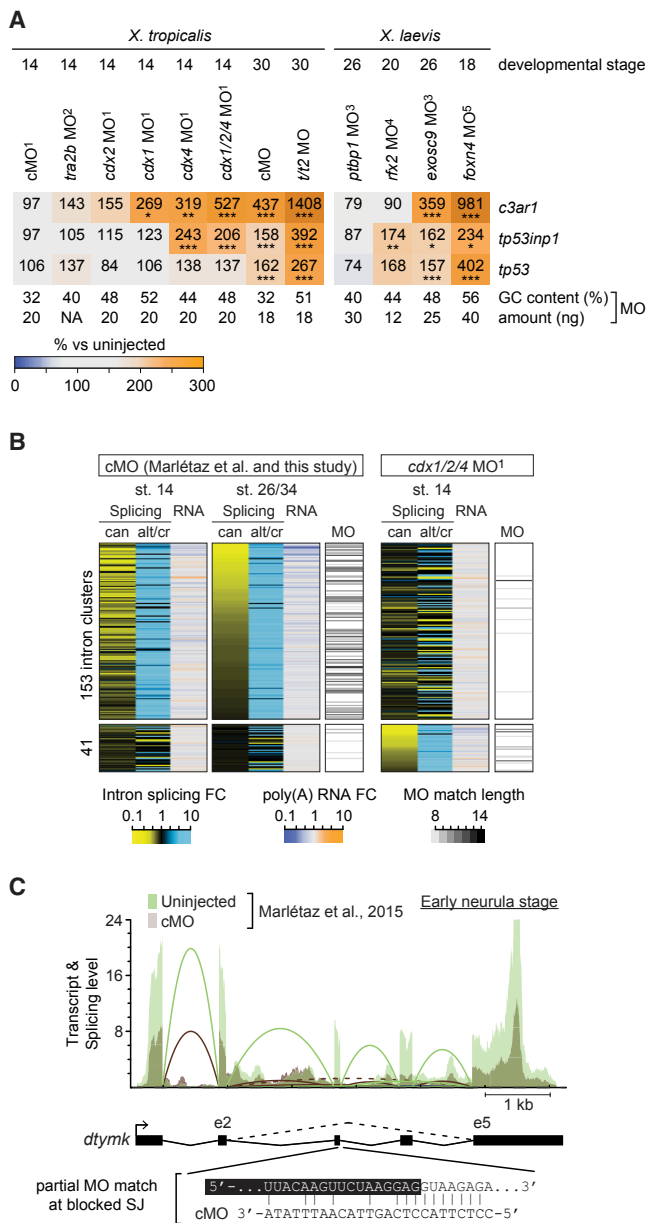 A
X. tropicalis X. laevis
14 14 14 14 14 14 30 30 26 20 26 18 developmental stage
cMO1 tra2b MO2 cdx2 MO1 cdx1 MO1 cdx4 MO1 cdx1/2/4 MO1 cMO t/t2 MO ptbp1 MO3 rfx2 MO4 exosc9 MO3 foxn4 MO5
97 143 155 269 319 527 437 1408 79 90 359 981 c3ar1
* ** *** *** *** *** ***
97 105 115 123 243 206 158 392 87 174 162 234 tp53inp1
*** *** *** *** ** * *
106 137 84 106 138 137 162 267 74 168 157 402 tp53
*** *** *** ***
32 40 48 52 44 48 32 51 40 44 48 56 GC content (%)
20 NA 20 20 20 20 18 18 30 12 25 40 amount (ng)
MO
% vs uninjected
0 100 200 300
B
cMO (Marlétaz et al. and this study) cdx1/2/4 MO1
st. 14 st. 26/34 st. 14
Splicing RNA Splicing RNA Splicing RNA
can alt/cr can alt/cr MO can alt/cr MO
153 intron clusters
41
Intron splicing FC poly(A) RNA FC MO match length
0.1 1 10 0.1 1 10 8 14
C
Uninjected
cMO
Marlétaz et al., 2015
Early neurula stage
Transcript &
Splicing level
24
16
8
1 kb
e2 e5
dtymk
partial MO match
at blocked SJ
5’-...UUACAAGUUCUAAGGAGGUAAGAGA...3’
cMO 3’-ATATTTAACATTGACTCCATTCTCC-5’